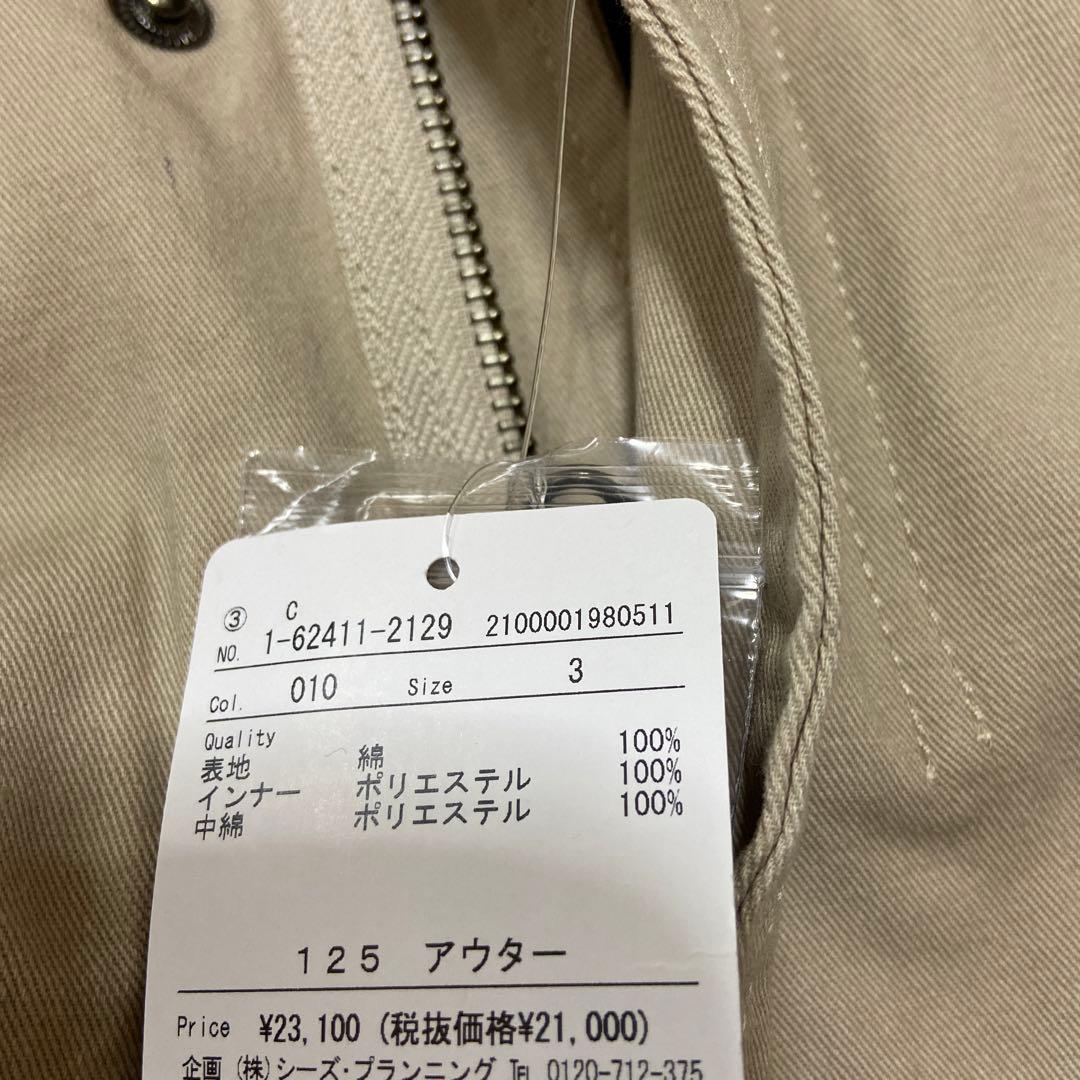 ③ C
NO. 1-62411-2129 2100001980511
Col. 010 Size 3
Quality
表地 綿 100%
インナー ポリエステル 100%
中綿 ポリエステル 100%
125 アウター
Price ¥23,100 (税抜価格¥21,000)
企画 (株)シーズ・プランニング ℡ 0120-712-375